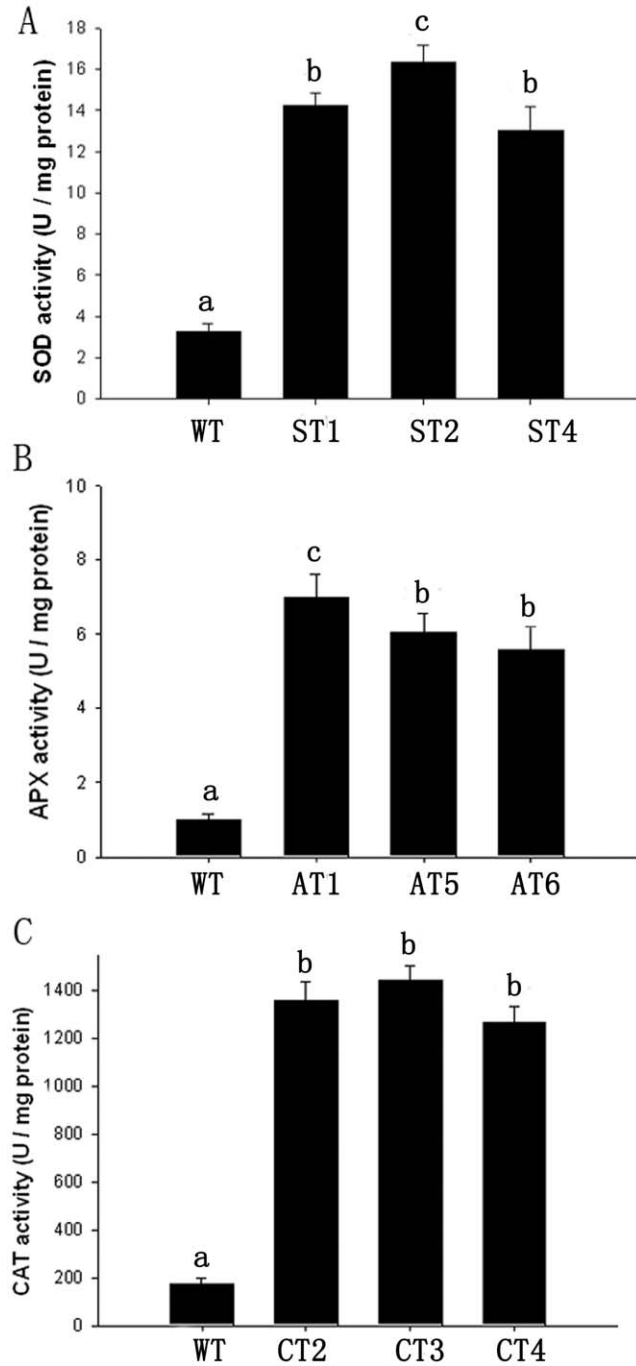 A
SOD activity (U / mg protein)
18
16
14
12
10
8
6
4
2
0
a
b
c
b
WT ST1 ST2 ST4
B
APX activity (U / mg protein)
10
8
6
4
2
0
a
c
b
b
WT AT1 AT5 AT6
C
CAT activity (U / mg protein)
1400
1200
1000
800
600
400
200
0
a
b
b
b
WT CT2 CT3 CT4